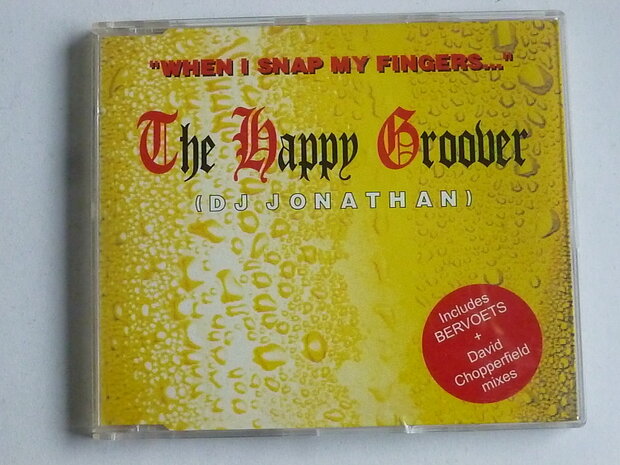 "WHEN I SNAP MY FINGERS..."
The Happy Groover
(DJ JONATHAN)
Includes
BERVOETS
+
David
Chopperfield
mixes